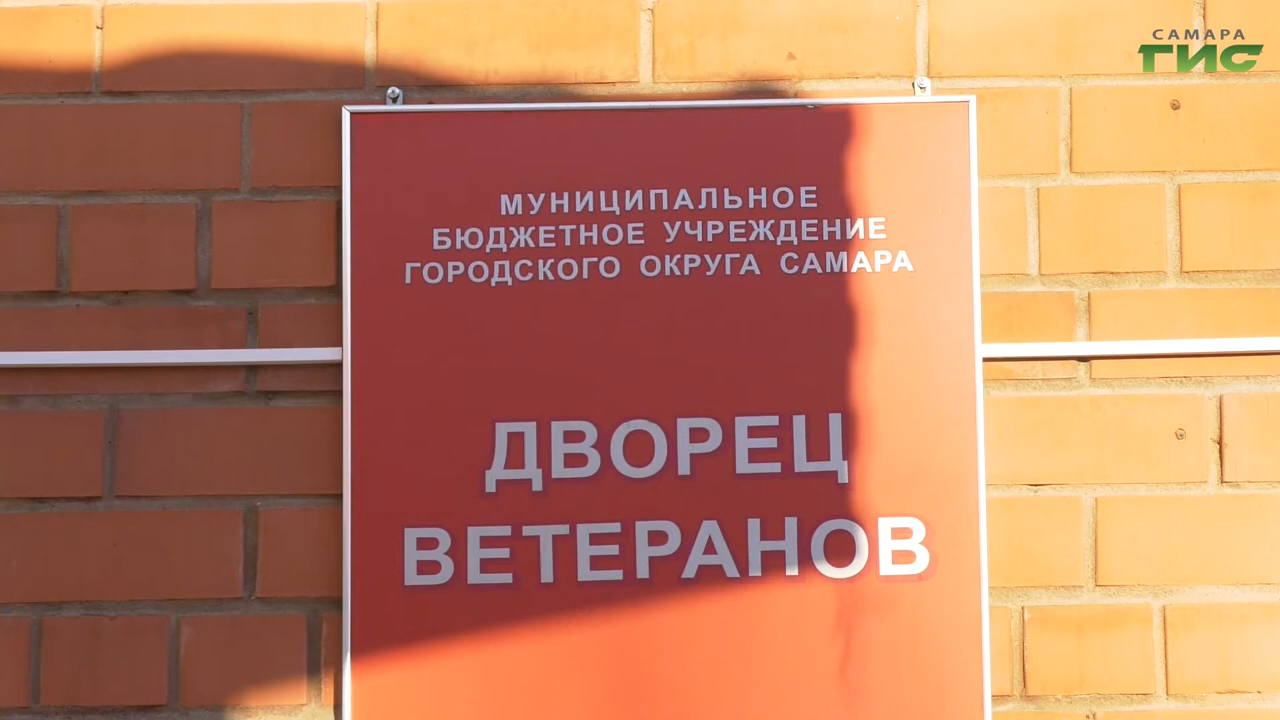 САМАРА
ГИС
МУНИЦИПАЛЬНОЕ
БЮДЖЕТНОЕ УЧРЕЖДЕНИЕ
ГОРОДСКОГО ОКРУГА САМАРА
ДВОРЕЦ
ВЕТЕРАНОВ